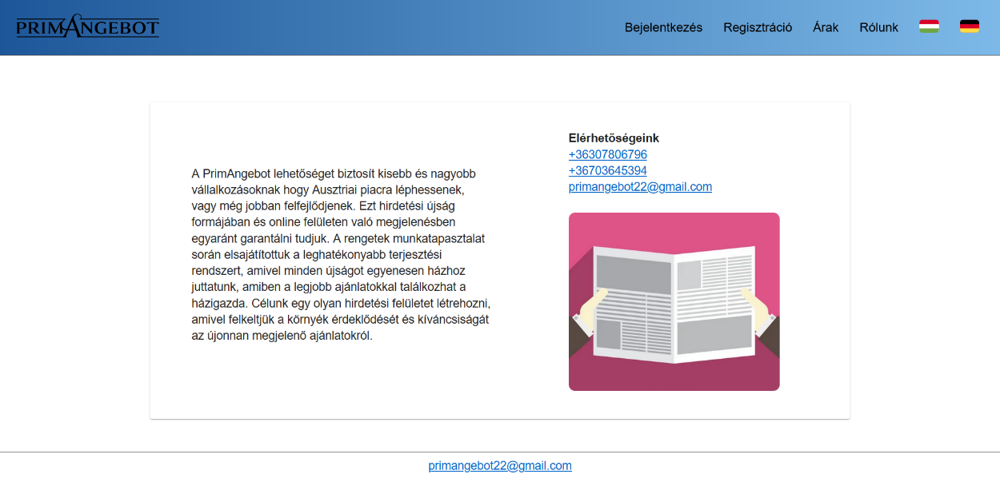 PRIMANGEBOT
Bejelentkezés Regisztráció Árak Rólunk
A PrimAngebot lehetőséget biztosít kisebb és nagyobb
vállalkozásoknak hogy Ausztriai piacra léphessenek,
vagy még jobban felfejlődjenek. Ezt hirdetési újság
formájában és online felületen való megjelenésben
egyaránt garantálni tudjuk. A rengetek munkatapasztalat
során elsajátítottuk a leghatékonyabb terjesztési
rendszert, amivel minden újságot egyenesen házhoz
juttatunk, amiben a legjobb ajánlatokkal találkozhat a
házigazda. Célunk egy olyan hirdetési felületet létrehozni,
amivel felkeltjük a környék érdeklődését és kíváncsiságát
az újonnan megjelenő ajánlatokról.
Elérhetőségeink
+36307806796
+36703645394
primangebot22@gmail.com
primangebot22@gmail.com